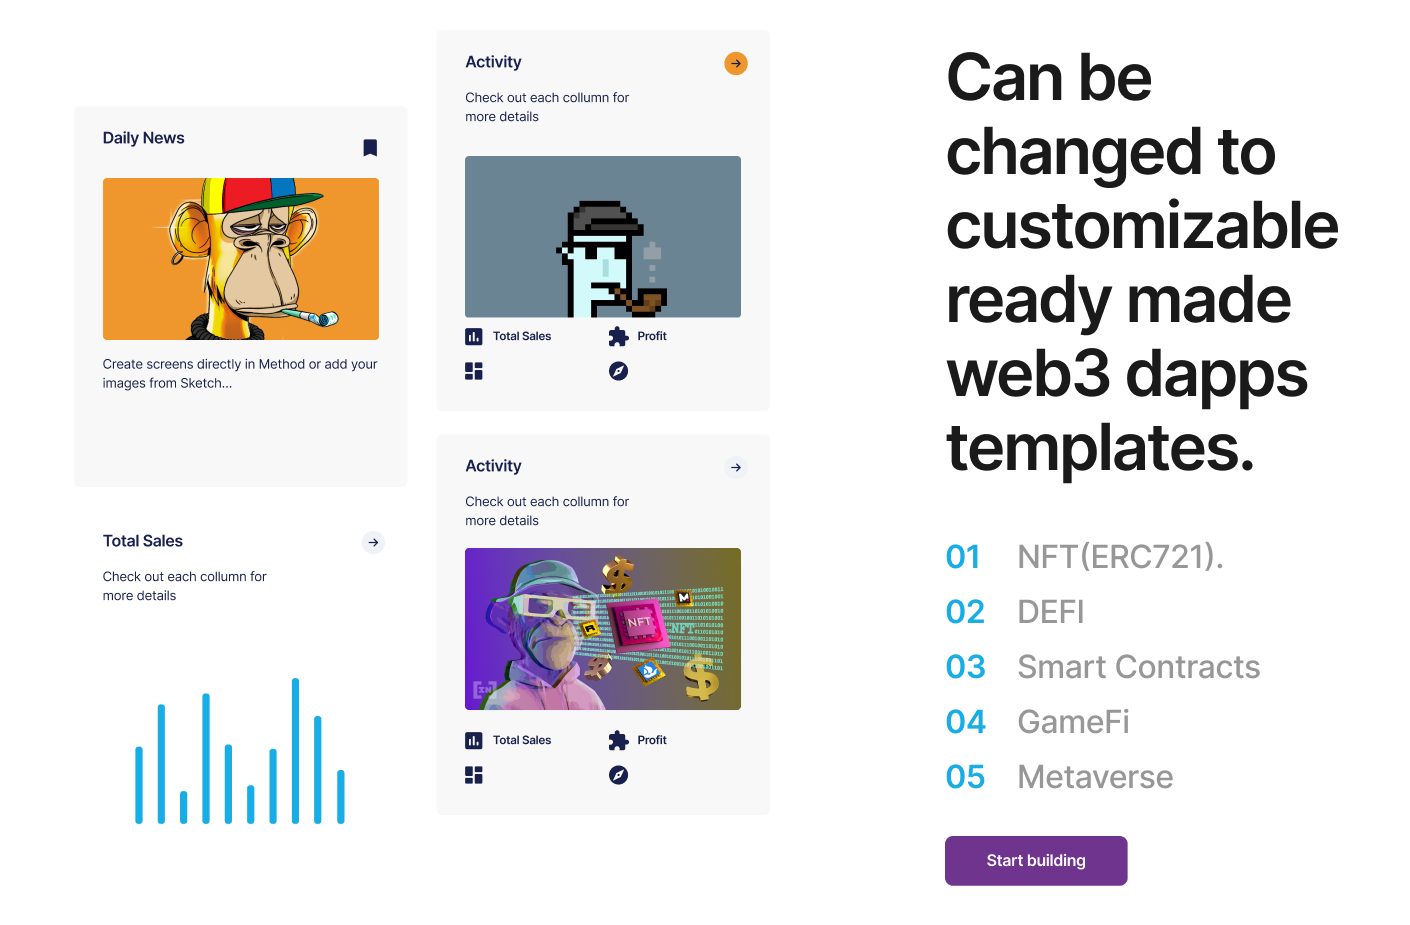 Daily News
Create screens directly in Method or add your
images from Sketch...
Total Sales
Check out each collumn for
more details
Activity
Check out each collumn for
more details
Total Sales
Profit
Activity
Check out each collumn for
more details
NFT
NFT
Total Sales
Profit
Can be
changed to
customizable
ready made
web3 dapps
templates.
01 NFT(ERC721).
02 DEFI
03 Smart Contracts
04 GameFi
05 Metaverse
Start building